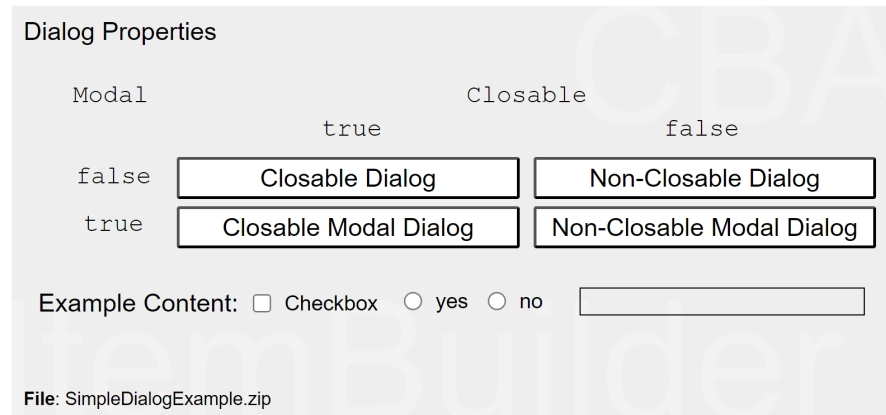 Dialog Properties
Modal Closable
true false
false Closable Dialog Non-Closable Dialog
true Closable Modal Dialog Non-Closable Modal Dialog
Example Content: Checkbox yes no
File: SimpleDialogExample.zip
CBA
ItemBuilder